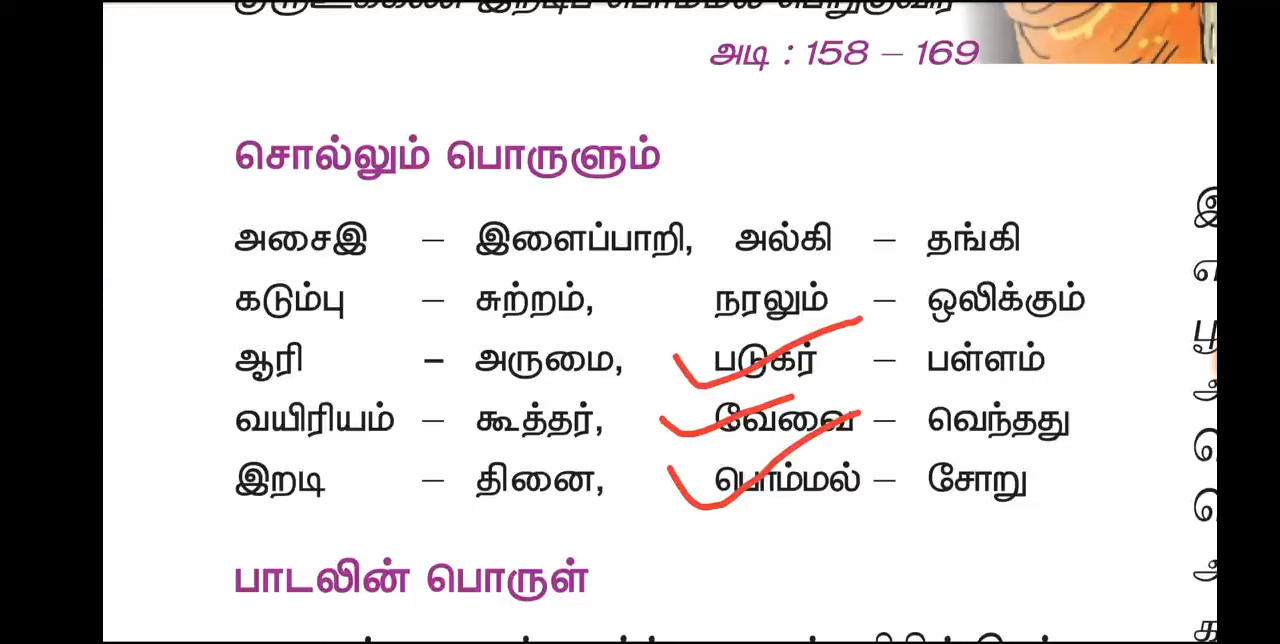 அடி : 158 – 169
சொல்லும் பொருளும்
அசைஇ – இளைப்பாறி, அல்கி – தங்கி
கடும்பு – சுற்றம், நரலும் – ஒலிக்கும்
ஆரி – அருமை, படுகர் – பள்ளம்
வயிரியம் – கூத்தர், வேவை – வெந்தது
இறடி – தினை, பொம்மல் – சோறு
பாடலின் பொருள்